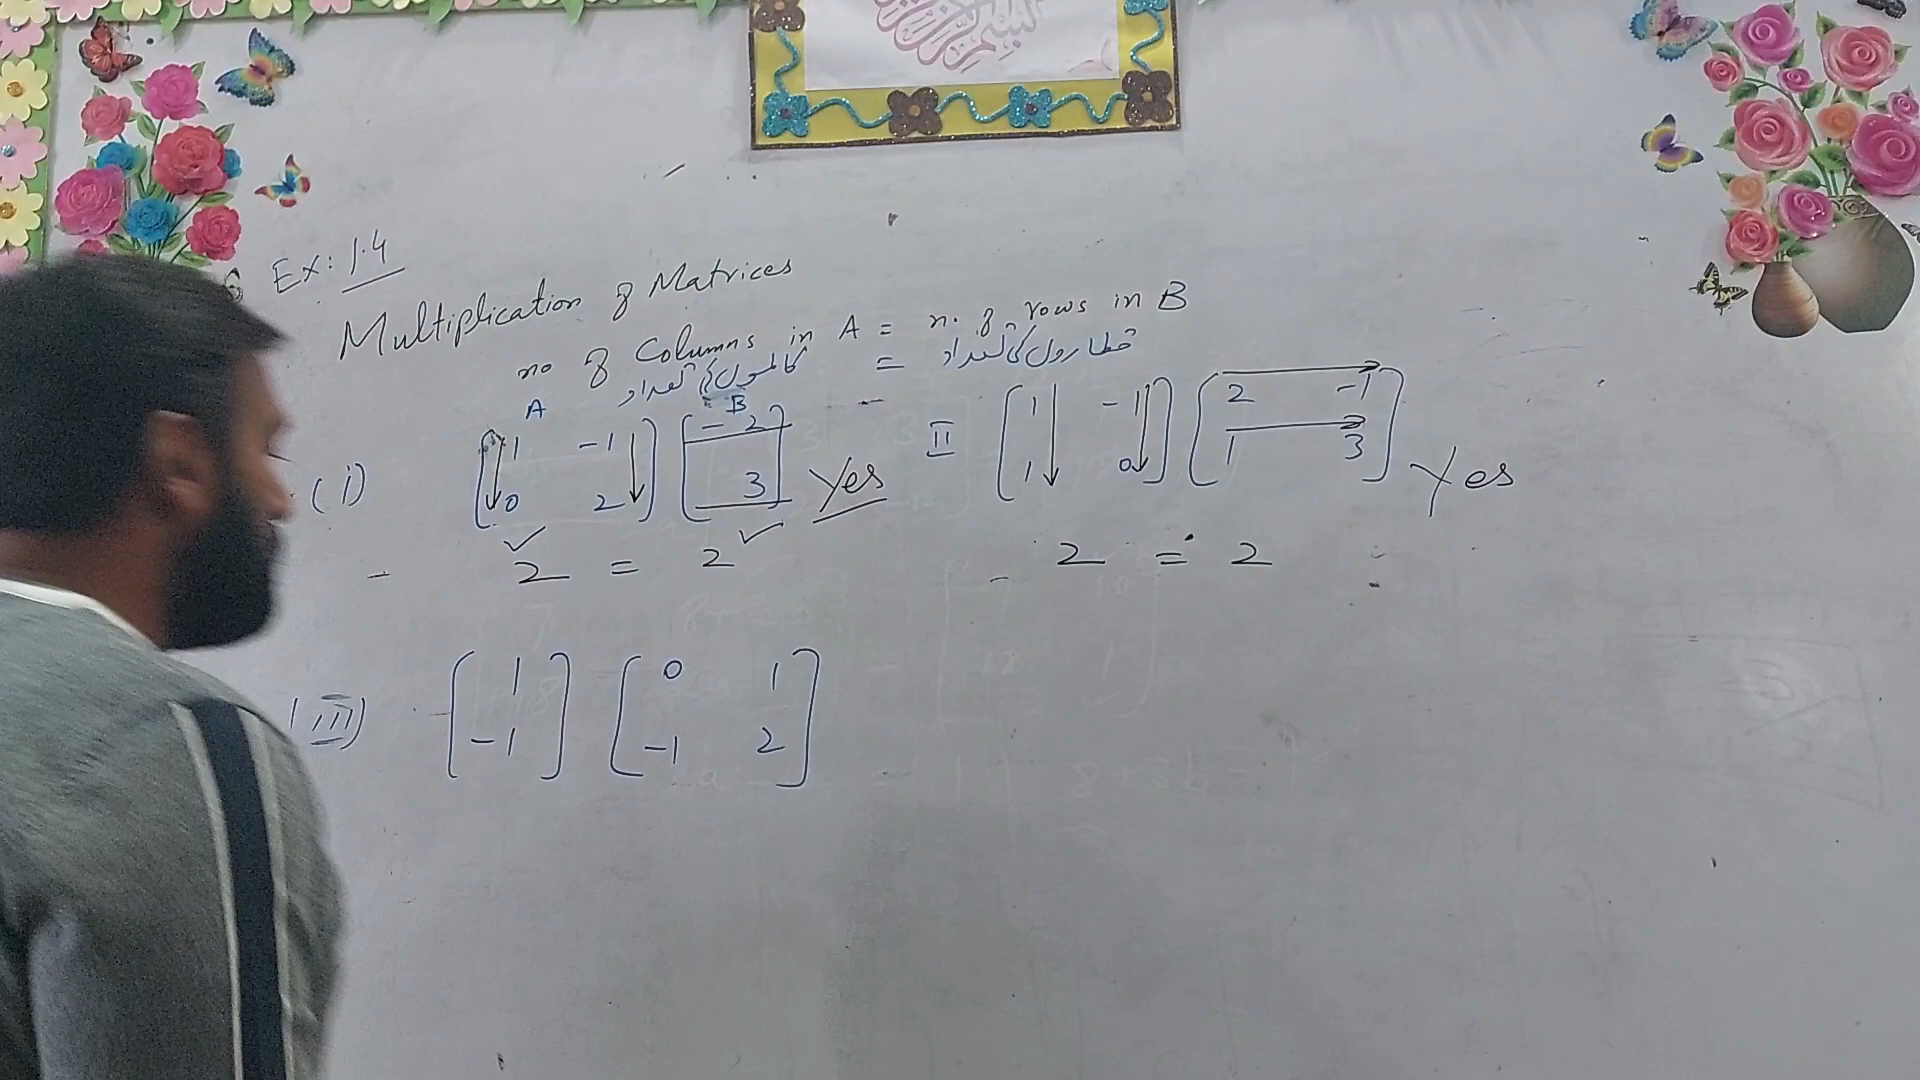 Ex: 1.4
Multiplication of Matrices
no of Columns in A = n. of rows in B
کالموں کی تعداد = قطاروں کی تعداد
A B
(i) [1 -1] [-2] Yes II [1 -1] [2 -1] Yes
[0 2] [3] [1 0] [1 3]
2 = 2 2 = 2
(iii) [1] [0 1]
[-1] [-1 2]